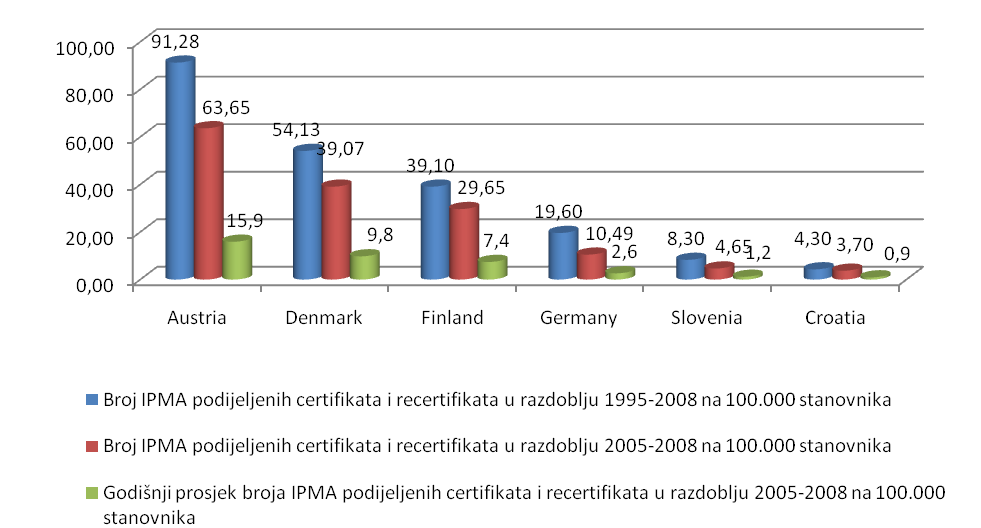 100,00
80,00
60,00
40,00
20,00
0,00
91,28
63,65
15,9
54,13
39,07
9,8
39,10
29,65
7,4
19,60
10,49
2,6
8,30
4,65
1,2
4,30
3,70
0,9
Austria
Denmark
Finland
Germany
Slovenia
Croatia
Broj IPMA podijeljenih certifikata i recertifikata u razdoblju 1995-2008 na 100.000 stanovnika
Broj IPMA podijeljenih certifikata i recertifikata u razdoblju 2005-2008 na 100.000 stanovnika
Godišnji prosjek broja IPMA podijeljenih certifikata i recertifikata u razdoblju 2005-2008 na 100.000
stanovnika